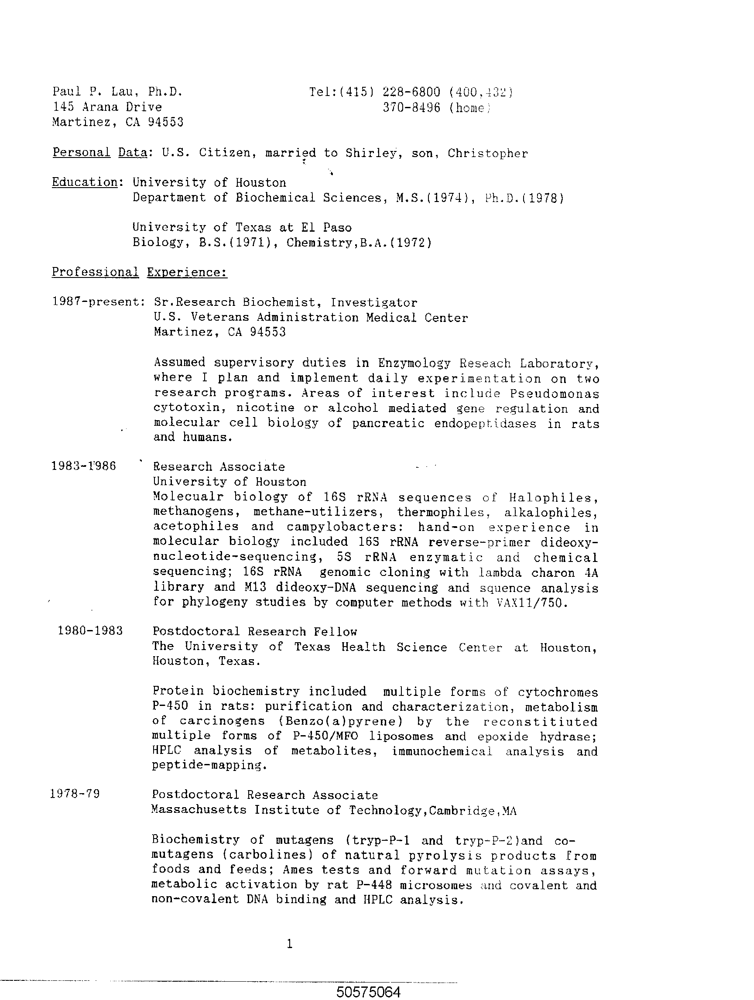 Paul P. Lau, Ph.D. Tel:(415) 228-6800 (400,432)
145 Arana Drive 370-8496 (home)
Martinez, CA 94553
Personal Data: U.S. Citizen, married to Shirley, son, Christopher
Education: University of Houston
Department of Biochemical Sciences, M.S.(1974), Ph.D.(1978)
University of Texas at El Paso
Biology, B.S.(1971), Chemistry,B.A.(1972)
Professional Experience:
1987-present: Sr.Research Biochemist, Investigator
U.S. Veterans Administration Medical Center
Martinez, CA 94553
Assumed supervisory duties in Enzymology Reseach Laboratory,
where I plan and implement daily experimentation on two
research programs. Areas of interest include Pseudomonas
cytotoxin, nicotine or alcohol mediated gene regulation and
molecular cell biology of pancreatic endopeptidases in rats
and humans.
1983-1986 Research Associate
University of Houston
Molecualr biology of 16S rRNA sequences of Halophiles,
methanogens, methane-utilizers, thermophiles, alkalophiles,
acetophiles and campylobacters: hand-on experience in
molecular biology included 16S rRNA reverse-primer dideoxy-
nucleotide-sequencing, 5S rRNA enzymatic and chemical
sequencing; 16S rRNA genomic cloning with lambda charon 4A
library and M13 dideoxy-DNA sequencing and squence analysis
for phylogeny studies by computer methods with VAX11/750.
1980-1983 Postdoctoral Research Fellow
The University of Texas Health Science Center at Houston,
Houston, Texas.
Protein biochemistry included multiple forms of cytochromes
P-450 in rats: purification and characterization, metabolism
of carcinogens (Benzo(a)pyrene) by the reconstitiuted
multiple forms of P-450/MFO liposomes and epoxide hydrase;
HPLC analysis of metabolites, immunochemical analysis and
peptide-mapping.
1978-79 Postdoctoral Research Associate
Massachusetts Institute of Technology,Cambridge,MA
Biochemistry of mutagens (tryp-P-1 and tryp-P-2)and co-
mutagens (carbolines) of natural pyrolysis products from
foods and feeds; Ames tests and forward mutation assays,
metabolic activation by rat P-448 microsomes and covalent and
non-covalent DNA binding and HPLC analysis.
1
50575064